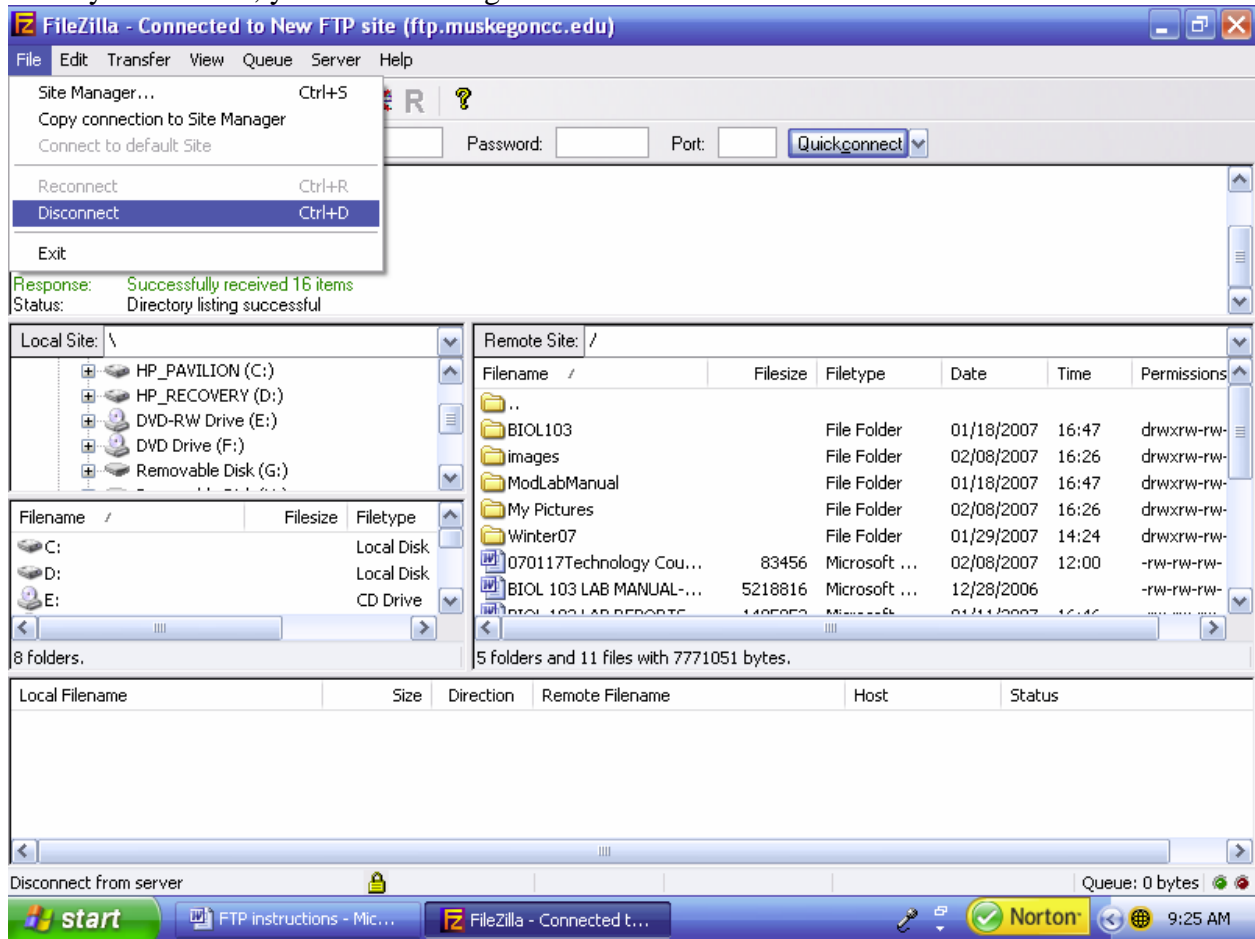 FileZilla - Connected to New FTP site (ftp.muskegoncc.edu)
File Edit Transfer View Queue Server Help
Site Manager... Ctrl+S
Copy connection to Site Manager
Connect to default Site
Reconnect Ctrl+R
Disconnect Ctrl+D
Exit
R ?
Password: Port: Quickconnect
Response: Successfully received 16 items
Status: Directory listing successful
Local Site: \
HP_PAVILION (C:)
HP_RECOVERY (D:)
DVD-RW Drive (E:)
DVD Drive (F:)
Removable Disk (G:)
Filename / Filesize Filetype
C: Local Disk
D: Local Disk
E: CD Drive
8 folders.
Remote Site: /
Filename / Filesize Filetype Date Time Permissions
..
BIOL103 File Folder 01/18/2007 16:47 drwxrw-rw-
images File Folder 02/08/2007 16:26 drwxrw-rw-
ModLabManual File Folder 01/18/2007 16:47 drwxrw-rw-
My Pictures File Folder 02/08/2007 16:26 drwxrw-rw-
Winter07 File Folder 01/29/2007 14:24 drwxrw-rw-
070117Technology Cou... 83456 Microsoft ... 02/08/2007 12:00 -rw-rw-rw-
BIOL 103 LAB MANUAL-... 5218816 Microsoft ... 12/28/2006 -rw-rw-rw-
5 folders and 11 files with 7771051 bytes.
Local Filename Size Direction Remote Filename Host Status
Disconnect from server Queue: 0 bytes
start FTP instructions - Mic... FileZilla - Connected t... Norton 9:25 AM